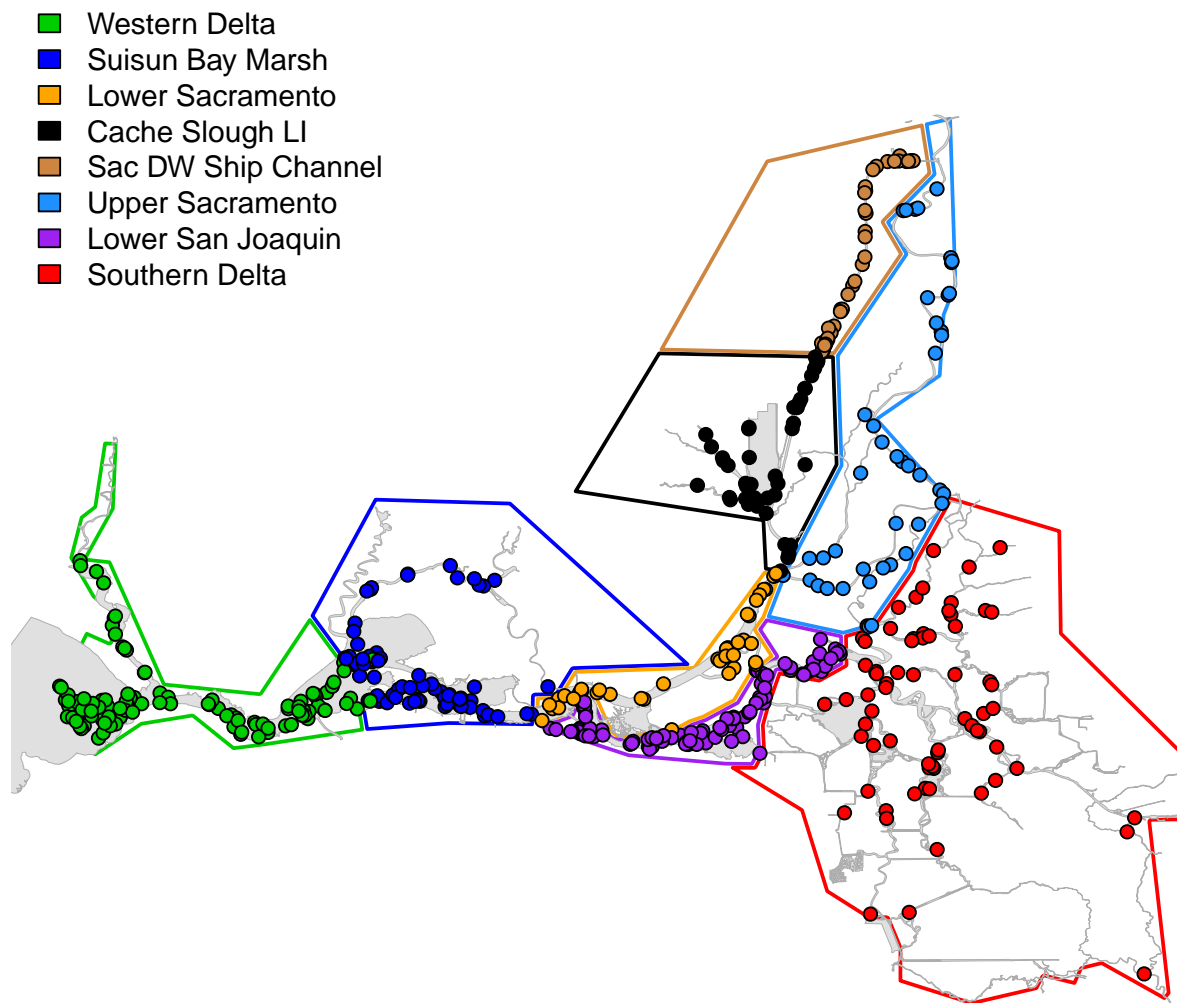 Western Delta
Suisun Bay Marsh
Lower Sacramento
Cache Slough LI
Sac DW Ship Channel
Upper Sacramento
Lower San Joaquin
Southern Delta